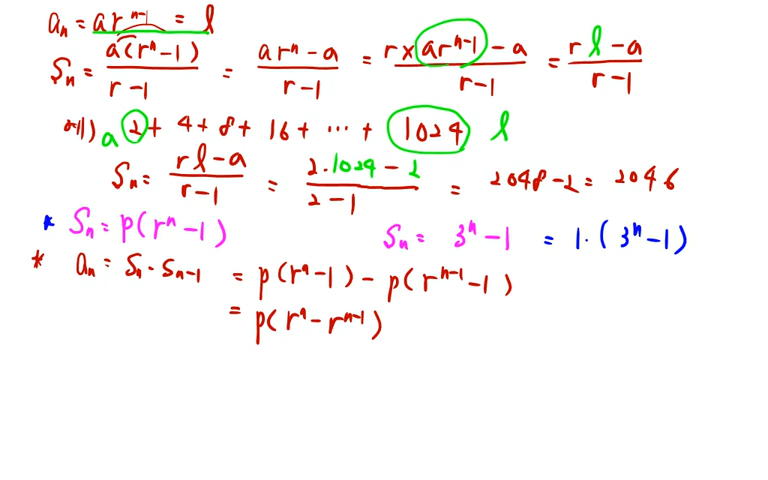 aₙ = arⁿ⁻¹ = l
Sₙ = a(rⁿ-1)/(r-1) = (arⁿ-a)/(r-1) = (r×arⁿ⁻¹-a)/(r-1) = (rl-a)/(r-1)
예1) a 2 + 4 + 8 + 16 + ⋯ + 1024 l
Sₙ = (rl-a)/(r-1) = (2·1024-2)/(2-1) = 2048-2 = 2046
* Sₙ = p(rⁿ-1) Sₙ = 3ⁿ-1 = 1·(3ⁿ-1)
* aₙ = Sₙ - Sₙ₋₁ = p(rⁿ-1) - p(rⁿ⁻¹-1)
= p(rⁿ-rⁿ⁻¹)